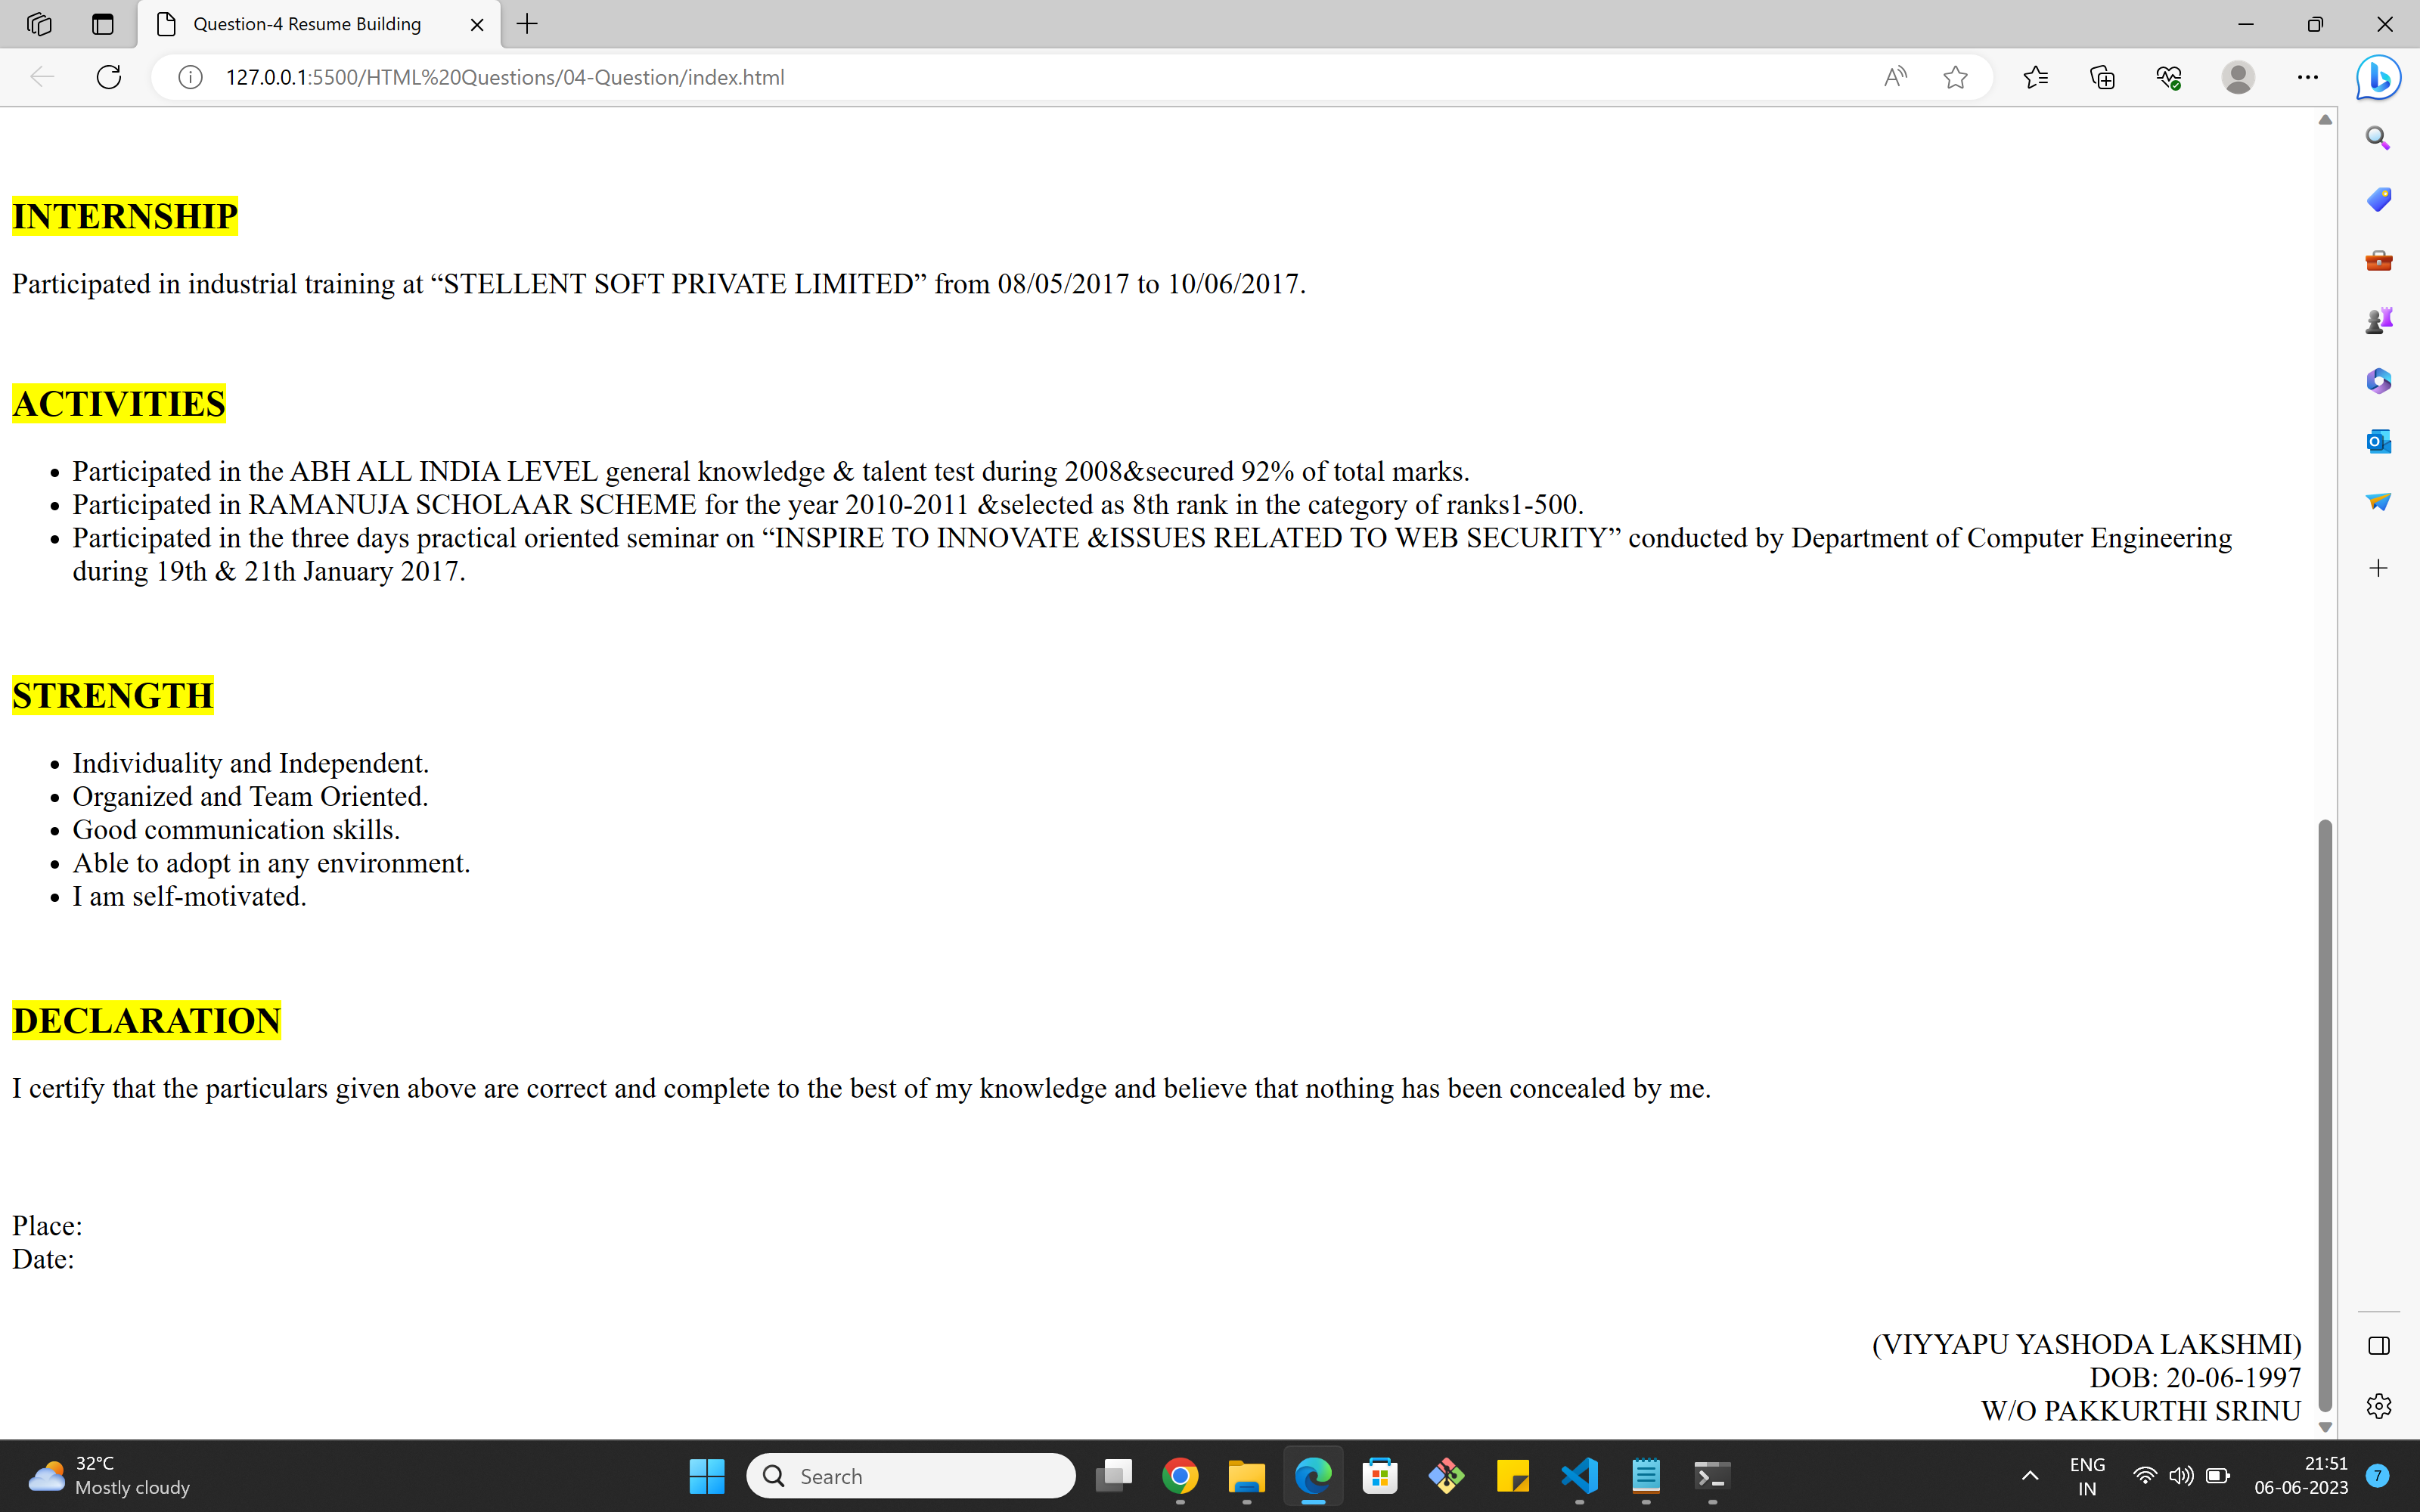 Question-4 Resume Building
127.0.0.1:5500/HTML%20Questions/04-Question/index.html
INTERNSHIP
Participated in industrial training at “STELLENT SOFT PRIVATE LIMITED” from 08/05/2017 to 10/06/2017.
ACTIVITIES
• Participated in the ABH ALL INDIA LEVEL general knowledge & talent test during 2008&secured 92% of total marks.
• Participated in RAMANUJA SCHOLAAR SCHEME for the year 2010-2011 &selected as 8th rank in the category of ranks1-500.
• Participated in the three days practical oriented seminar on “INSPIRE TO INNOVATE &ISSUES RELATED TO WEB SECURITY” conducted by Department of Computer Engineering
during 19th & 21th January 2017.
STRENGTH
• Individuality and Independent.
• Organized and Team Oriented.
• Good communication skills.
• Able to adopt in any environment.
• I am self-motivated.
DECLARATION
I certify that the particulars given above are correct and complete to the best of my knowledge and believe that nothing has been concealed by me.
Place:
Date:
(VIYYAPU YASHODA LAKSHMI)
DOB: 20-06-1997
W/O PAKKURTHI SRINU
32°C
Mostly cloudy
Search
ENG
IN
21:51
06-06-2023
7